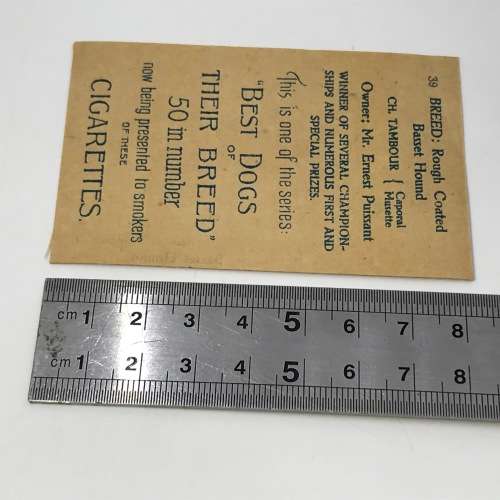 39 BREED: Rough Coated
Basset Hound
CH. TAMBOUR { Caporal
Musette
Owner: Mr. Ernest Puissant
WINNER OF SEVERAL CHAMPION-
SHIPS AND NUMEROUS FIRST AND
SPECIAL PRIZES.
This is one of the series:
"BEST DOGS
OF
THEIR BREED"
50 in number
now being presented to smokers
OF THESE
CIGARETTES.
cm 1 2 3 4 5 6 7 8
cm 1 2 3 4 5 6 7 8